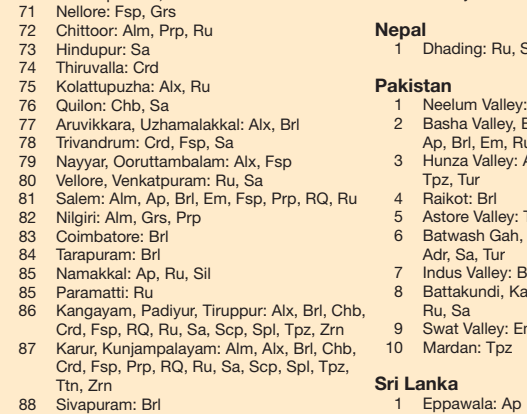 71 Nellore: Fsp, Grs
72 Chittoor: Alm, Prp, Ru
73 Hindupur: Sa
74 Thiruvalla: Crd
75 Kolattupuzha: Alx, Ru
76 Quilon: Chb, Sa
77 Aruvikkara, Uzhamalakkal: Alx, Brl
78 Trivandrum: Crd, Fsp, Sa
79 Nayyar, Ooruttambalam: Alx, Fsp
80 Vellore, Venkatpuram: Ru, Sa
81 Salem: Alm, Ap, Brl, Em, Fsp, Prp, RQ, Ru
82 Nilgiri: Alm, Grs, Prp
83 Coimbatore: Brl
84 Tarapuram: Brl
85 Namakkal: Ap, Ru, Sil
85 Paramatti: Ru
86 Kangayam, Padiyur, Tiruppur: Alx, Brl, Chb,
Crd, Fsp, RQ, Ru, Sa, Scp, Spl, Tpz, Zrn
87 Karur, Kunjampalayam: Alm, Alx, Brl, Chb,
Crd, Fsp, Prp, RQ, Ru, Sa, Scp, Spl, Tpz,
Ttn, Zrn
88 Sivapuram: Brl
Nepal
1 Dhading: Ru,
Pakistan
1 Neelum Valley:
2 Basha Valley,
Ap, Brl, Em,
3 Hunza Valley:
Tpz, Tur
4 Raikot: Brl
5 Astore Valley:
6 Batwash Gah,
Adr, Sa, Tur
7 Indus Valley:
8 Battakundi,
Ru, Sa
9 Swat Valley:
10 Mardan: Tpz
Sri Lanka
1 Eppawala: Ap